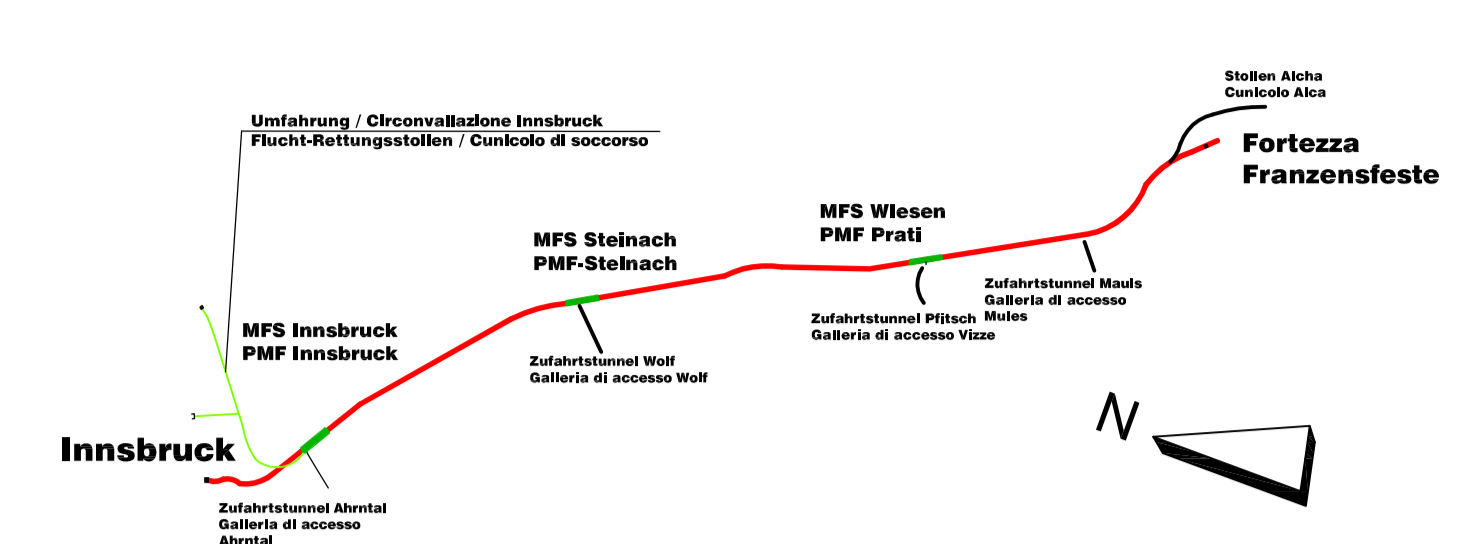 Stollen Aicha
Cunicolo Aica
Umfahrung / Circonvallazione Innsbruck
Flucht-Rettungsstollen / Cunicolo di soccorso
Fortezza
Franzensfeste
MFS Wiesen
PMF Prati
MFS Steinach
PMF-Steinach
Zufahrtstunnel Mauls
Galleria di accesso
Mules
Zufahrtstunnel Pfitsch
Galleria di accesso Vizze
MFS Innsbruck
PMF Innsbruck
Zufahrtstunnel Wolf
Galleria di accesso Wolf
N
Innsbruck
Zufahrtstunnel Ahrntal
Galleria di accesso
Ahrntal